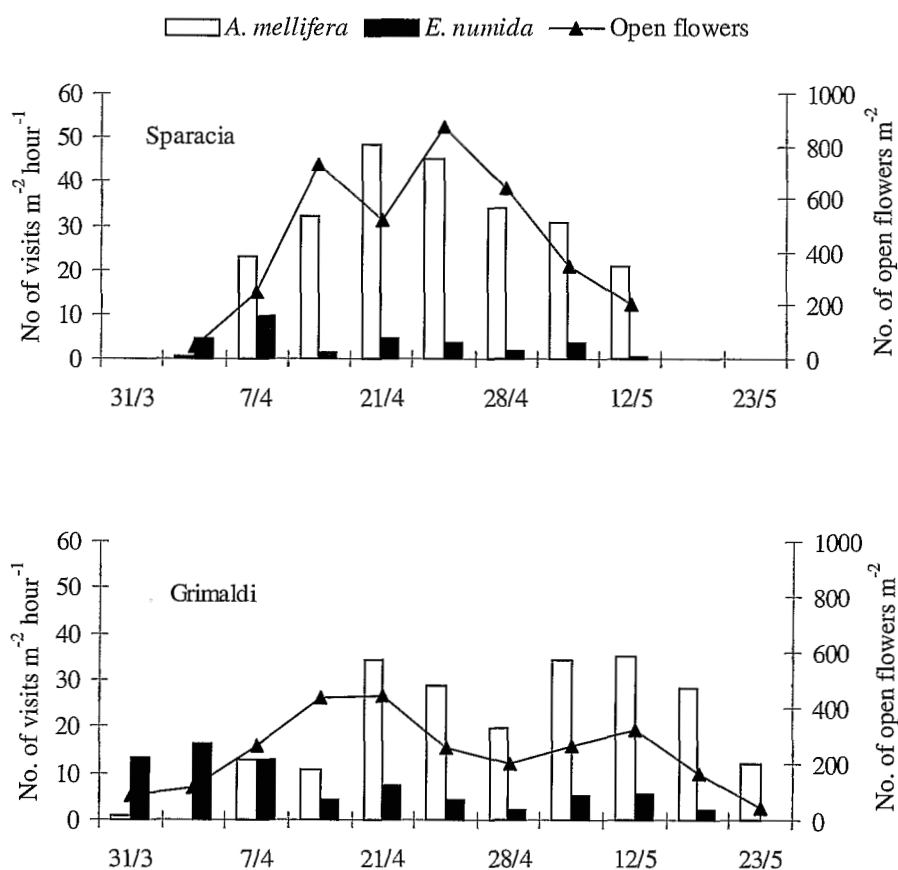 A. mellifera E. numida Open flowers
Sparacia
No of visits m-2 hour-1
60
50
40
30
20
10
0
1000
800
600
400
200
0
No. of open flowers m-2
31/3 7/4 21/4 28/4 12/5 23/5
Grimaldi
No. of visits m-2 hour-1
60
50
40
30
20
10
0
1000
800
600
400
200
0
No. of open flowers m-2
31/3 7/4 21/4 28/4 12/5 23/5